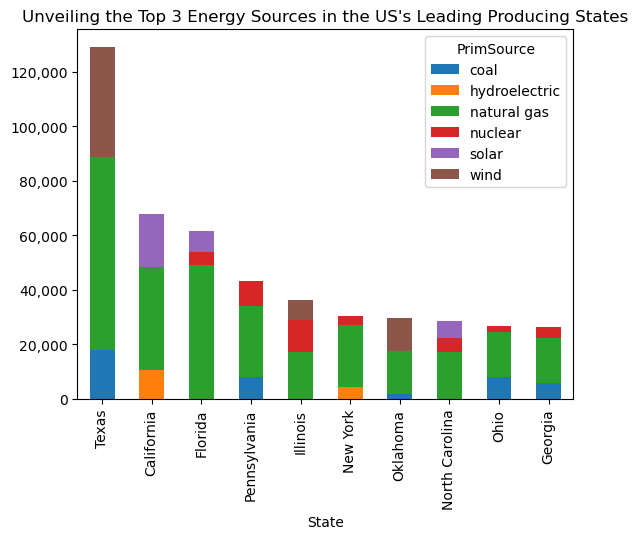 Unveiling the Top 3 Energy Sources in the US's Leading Producing States
PrimSource
coal
hydroelectric
natural gas
nuclear
solar
wind
120,000
100,000
80,000
60,000
40,000
20,000
0
Texas
California
Florida
Pennsylvania
Illinois
New York
Oklahoma
North Carolina
Ohio
Georgia
State